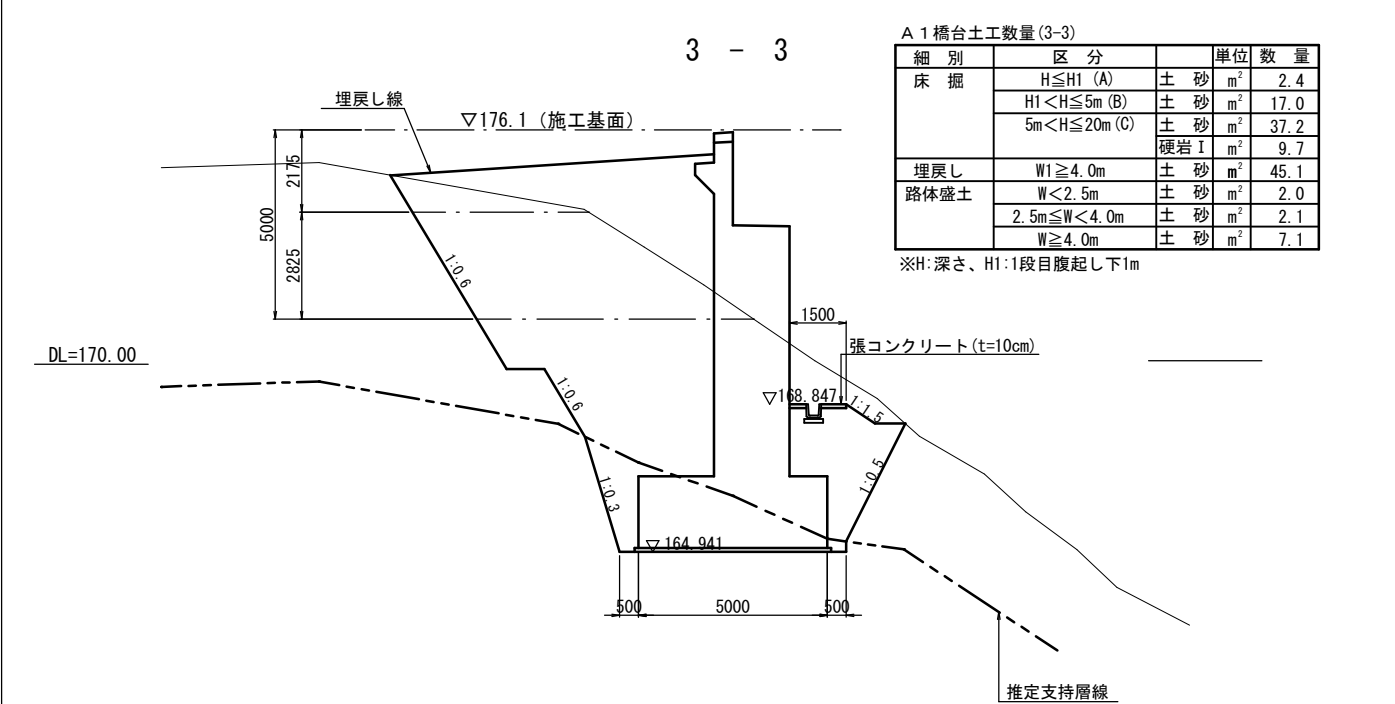 3 - 3
A1橋台土工数量(3-3)
細 別 区 分 単位 数 量
床 掘 H≦H1 (A) 土 砂 m² 2.4
H1＜H≦5m(B) 土 砂 m² 17.0
5m＜H≦20m(C) 土 砂 m² 37.2
硬岩Ⅰ m² 9.7
埋戻し W1≧4.0m 土 砂 m² 45.1
路体盛土 W＜2.5m 土 砂 m² 2.0
2.5m≦W＜4.0m 土 砂 m² 2.1
W≧4.0m 土 砂 m² 7.1
※H:深さ、H1:1段目腹起し下1m
埋戻し線
▽176.1 (施工基面)
2175
5000
2825
1:0.6
1500
張コンクリート(t=10cm)
DL=170.00
1:0.6
▽168.847
1:1.5
1:0.3
1:0.5
▽164.941
500
5000
500
推定支持層線